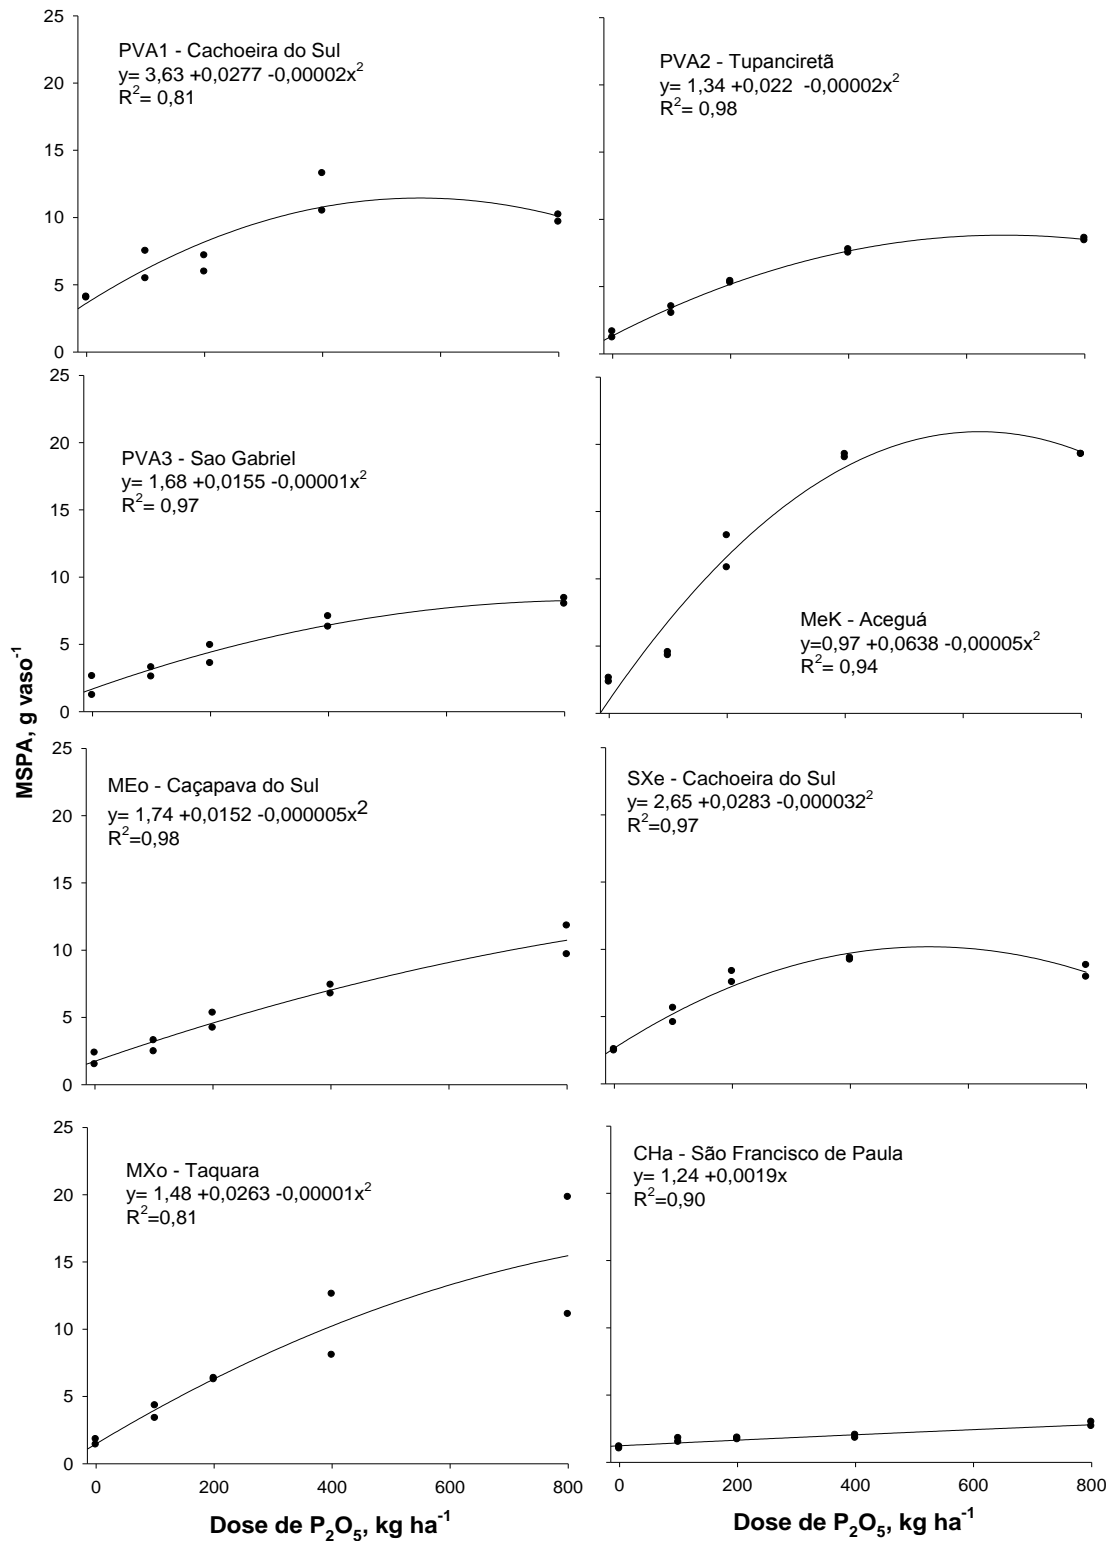 25
20
15
10
5
0
PVA1 - Cachoeira do Sul
y= 3,63 +0,0277 -0,00002x²
R²= 0,81
PVA2 - Tupanciretã
y= 1,34 +0,022 -0,00002x²
R²= 0,98
25
20
15
10
5
0
PVA3 - Sao Gabriel
y= 1,68 +0,0155 -0,00001x²
R²= 0,97
MeK - Aceguá
y=0,97 +0,0638 -0,00005x²
R²= 0,94
MSPA, g vaso⁻¹
25
20
15
10
5
0
MEo - Caçapava do Sul
y= 1,74 +0,0152 -0,000005x2
R²=0,98
SXe - Cachoeira do Sul
y= 2,65 +0,0283 -0,000032²
R²=0,97
25
20
15
10
5
0
MXo - Taquara
y= 1,48 +0,0263 -0,00001x²
R²=0,81
CHa - São Francisco de Paula
y= 1,24 +0,0019x
R²=0,90
0 200 400 600 800
0 200 400 600 800
Dose de P₂O₅, kg ha⁻¹
Dose de P₂O₅, kg ha⁻¹